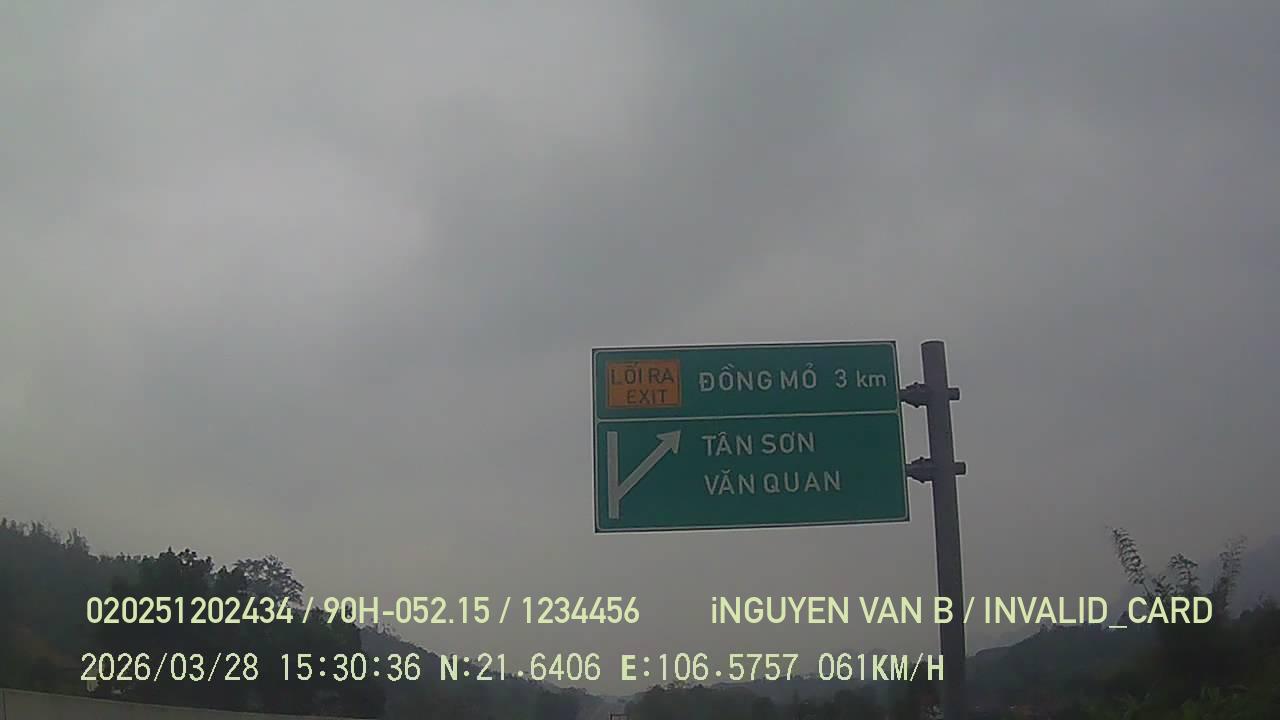 LỐI RA
EXIT
ĐỒNG MỎ 3 km
TÂN SƠN
VĂN QUAN
020251202434 / 90H-052.15 / 1234456 iNGUYEN VAN B / INVALID_CARD
2026/03/28 15:30:36 N:21.6406 E:106.5757 061KM/H